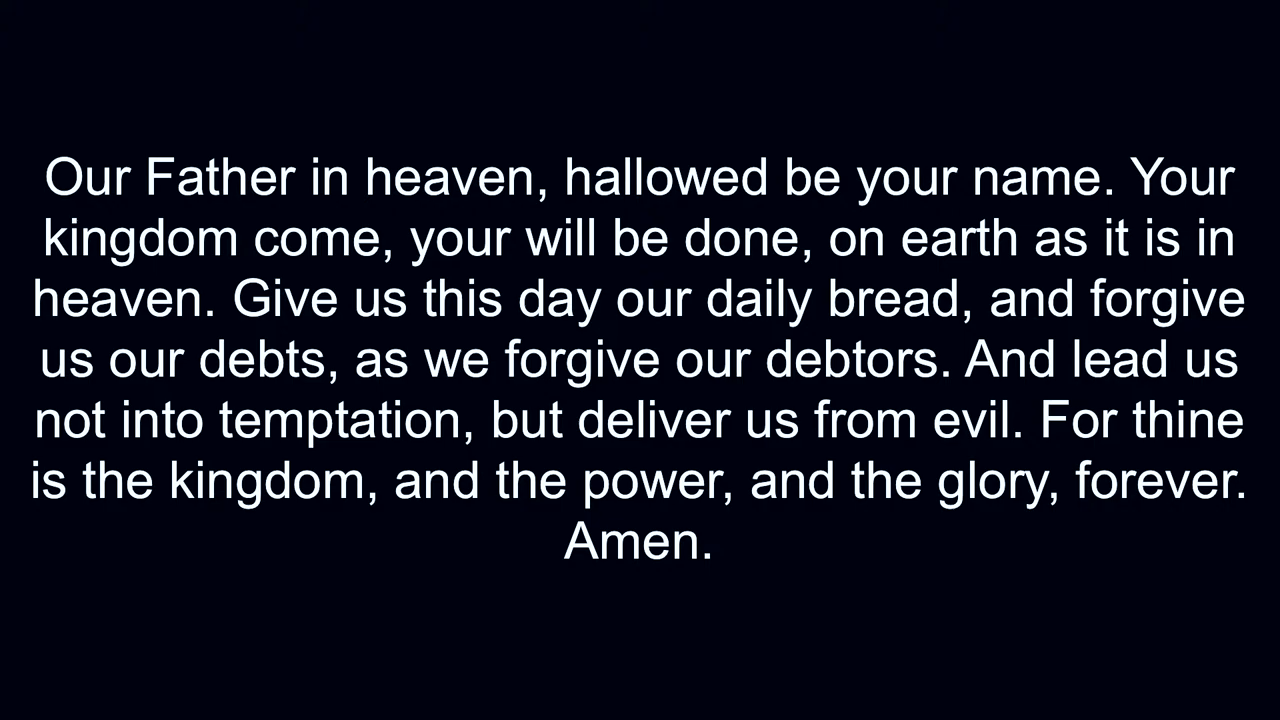 Our Father in heaven, hallowed be your name. Your
kingdom come, your will be done, on earth as it is in
heaven. Give us this day our daily bread, and forgive
us our debts, as we forgive our debtors. And lead us
not into temptation, but deliver us from evil. For thine
is the kingdom, and the power, and the glory, forever.
Amen.